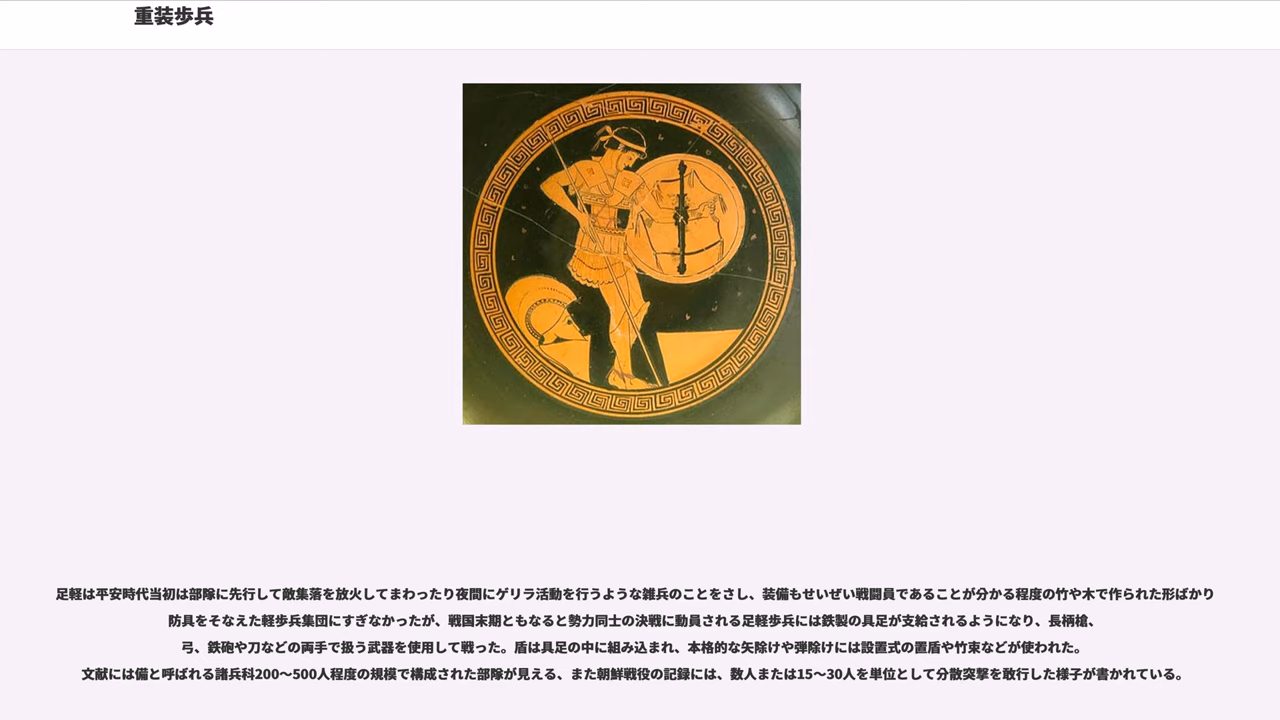 重装歩兵
足軽は平安時代当初は部隊に先行して敵集落を放火してまわったり夜間にゲリラ活動を行うような雑兵のことをさし、装備もせいぜい戦闘員であることが分かる程度の竹や木で作られた形ばかり
防具をそなえた軽歩兵集団にすぎなかったが、戦国末期ともなると勢力同士の決戦に動員される足軽歩兵には鉄製の具足が支給されるようになり、長柄槍、
弓、鉄砲や刀などの両手で扱う武器を使用して戦った。盾は具足の中に組み込まれ、本格的な矢除けや弾除けには設置式の置盾や竹束などが使われた。
文献には備と呼ばれる諸兵科200〜500人程度の規模で構成された部隊が見える、また朝鮮戦役の記録には、数人または15〜30人を単位として分散突撃を敢行した様子が書かれている。